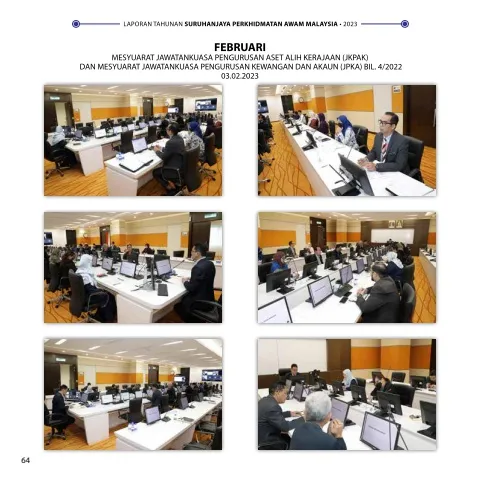 LAPORAN TAHUNAN SURUHANJAYA PERKHIDMATAN AWAM MALAYSIA • 2023
FEBRUARI
MESYUARAT JAWATANKUASA PENGURUSAN ASET ALIH KERAJAAN (JKPAK)
DAN MESYUARAT JAWATANKUASA PENGURUSAN KEWANGAN DAN AKAUN (JPKA) BIL. 4/2022
03.02.2023
64